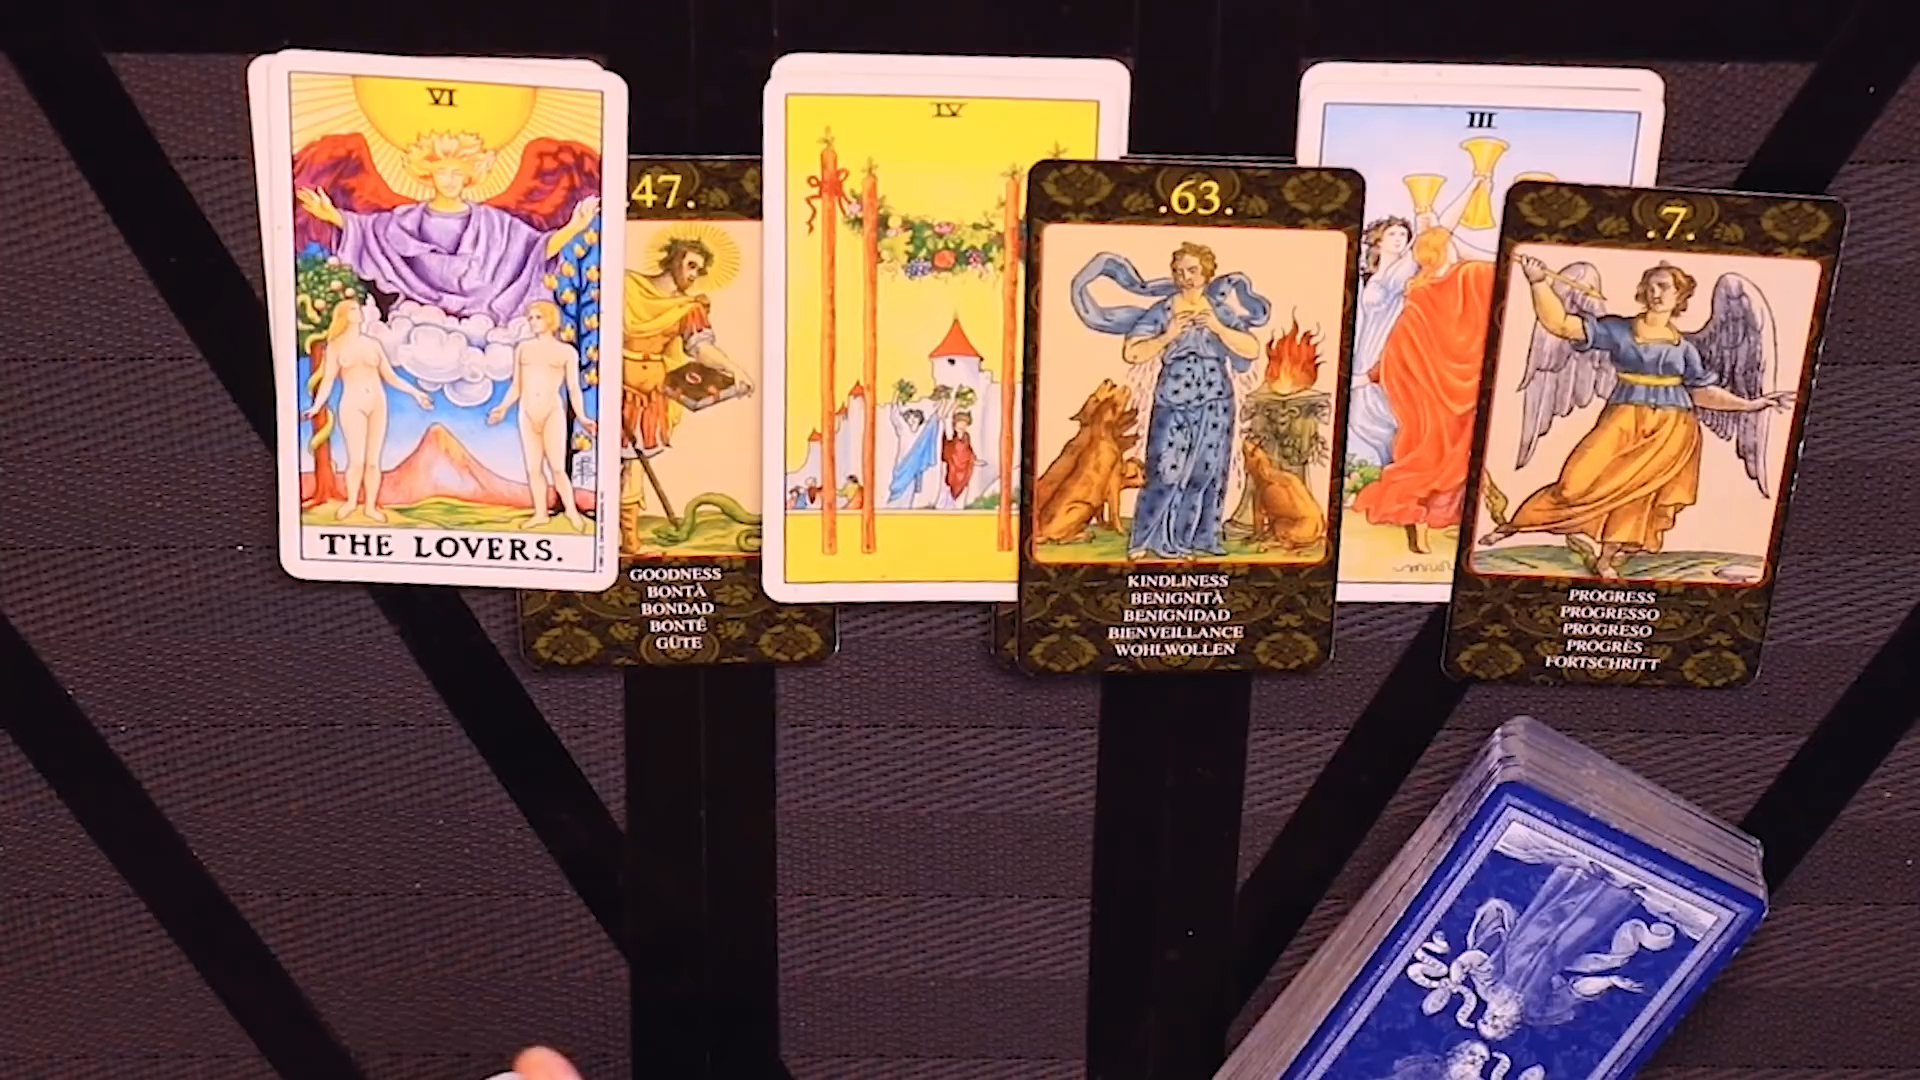 VI
THE LOVERS.
47.
GOODNESS
BONTÀ
BONDAD
BONTÉ
GÜTE
IV
.63.
KINDLINESS
BENIGNITÀ
BENIGNIDAD
BIENVEILLANCE
WOHLWOLLEN
III
.7.
PROGRESS
PROGRESSO
PROGRESO
PROGRÈS
FORTSCHRITT